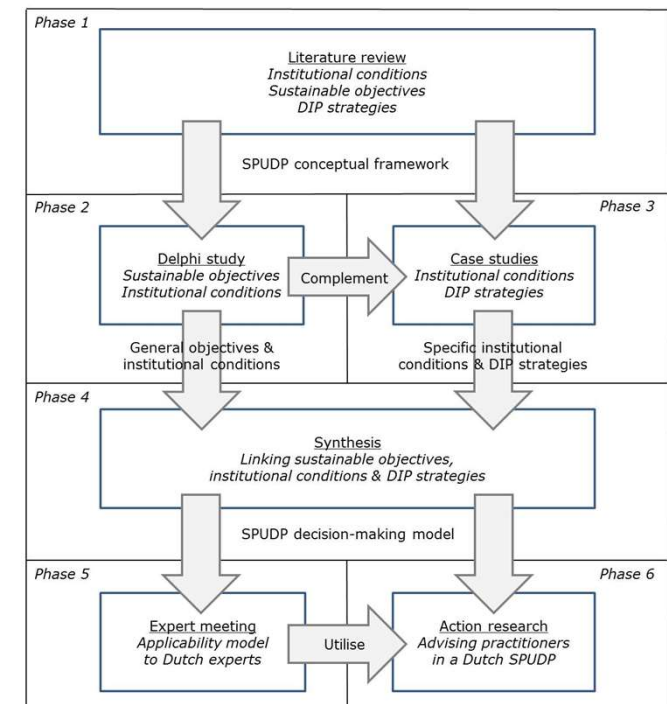 Phase 1
Literature review
Institutional conditions
Sustainable objectives
DIP strategies
SPUDP conceptual framework
Phase 2
Phase 3
Delphi study
Sustainable objectives
Institutional conditions
Complement
Case studies
Institutional conditions
DIP strategies
General objectives &
institutional conditions
Specific institutional
conditions & DIP strategies
Phase 4
Synthesis
Linking sustainable objectives,
institutional conditions & DIP strategies
SPUDP decision-making model
Phase 5
Phase 6
Expert meeting
Applicability model
to Dutch experts
Utilise
Action research
Advising practitioners
in a Dutch SPUDP